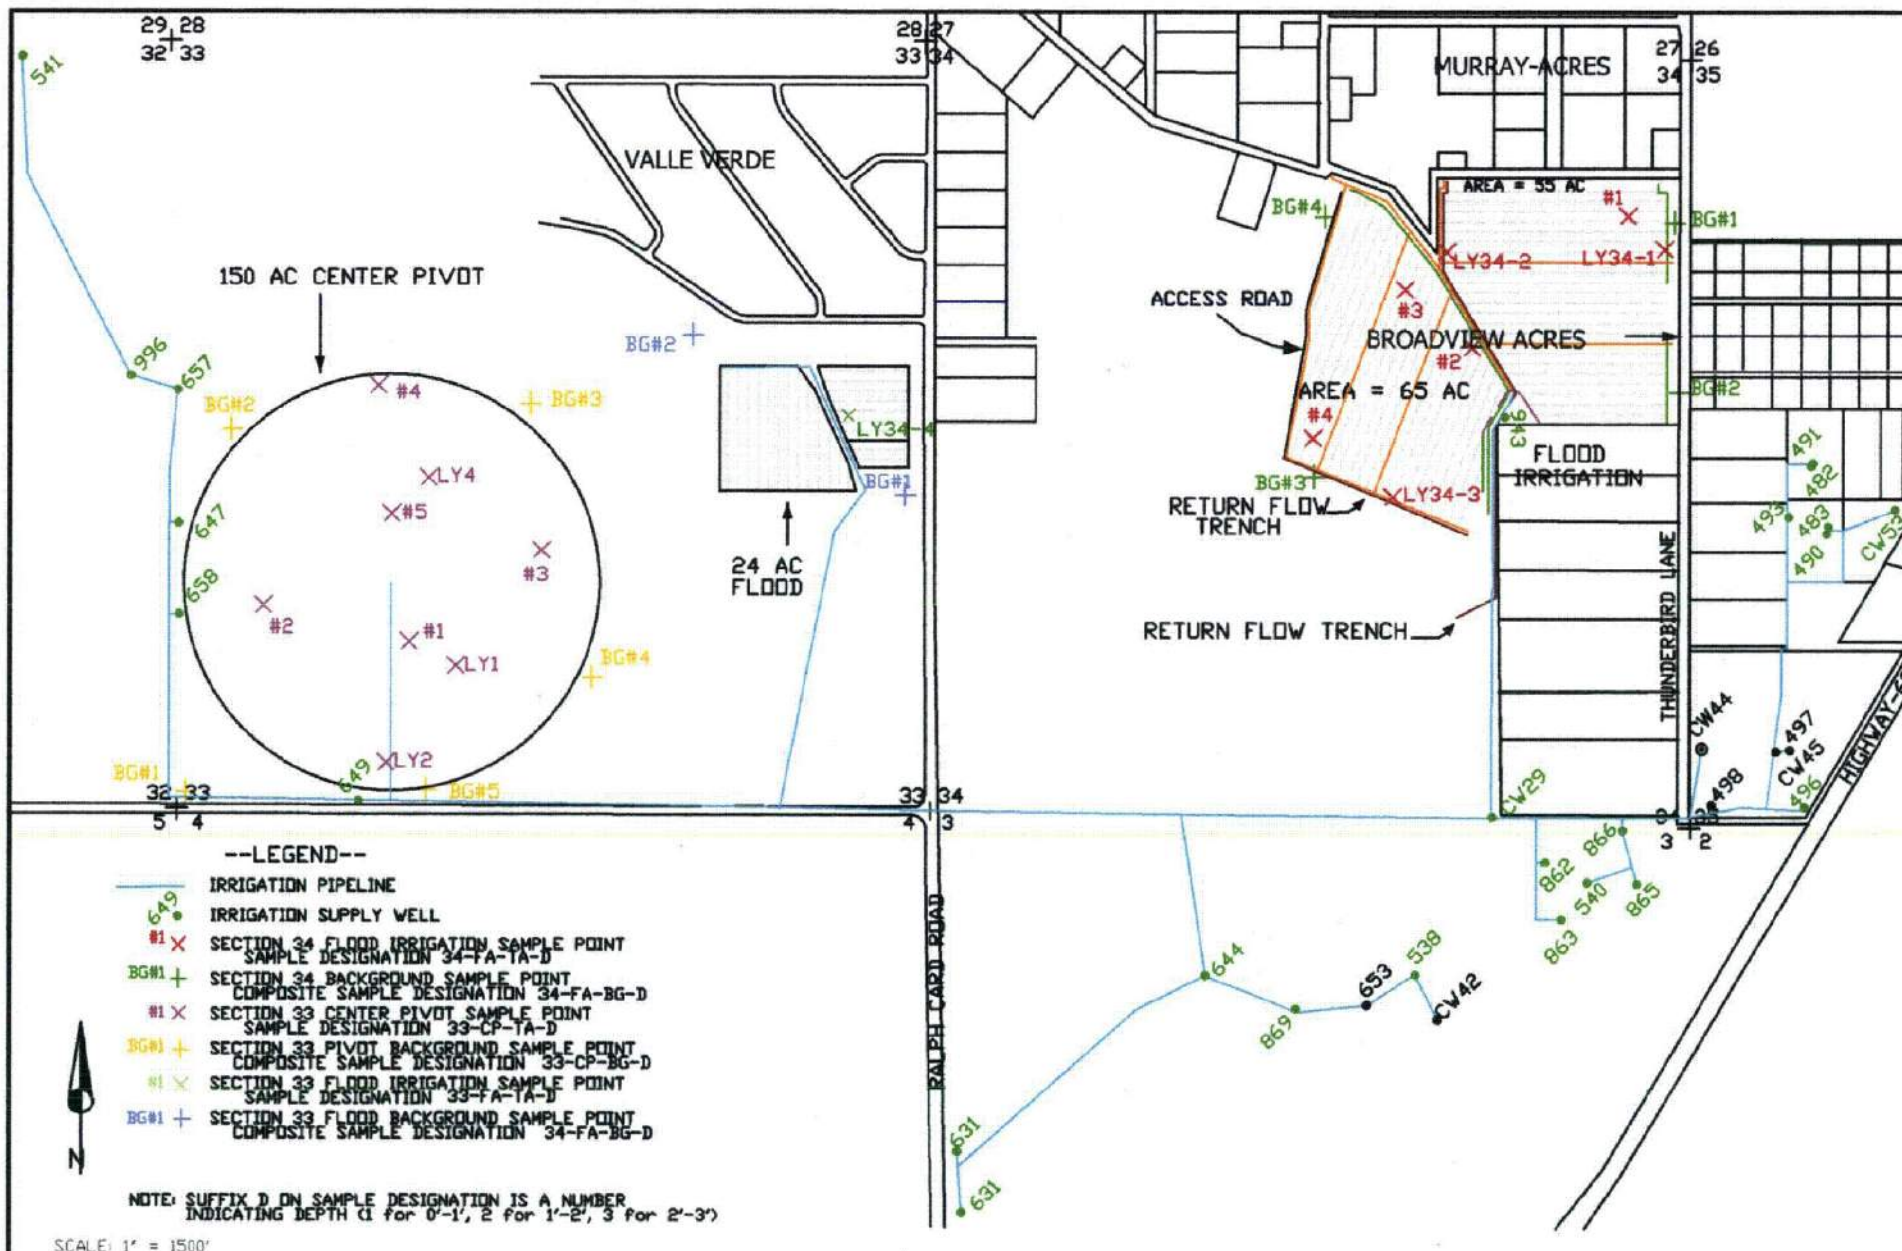 29 28
32 33
28 27
33 34
27 26
34 35
541
MURRAY-ACRES
VALLE VERDE
AREA = 55 AC
#1
BG#4
BG#1
LY34-2
LY34-1
150 AC CENTER PIVOT
ACCESS ROAD
#3
BG#2
BROADVIEW ACRES
#2
996
657
#4
BG#2
BG#3
AREA = 65 AC
BG#2
#4
LY34-4
943
FLOOD
IRRIGATION
491
482
LY4
BG#1
BG#3
LY34-3
#5
RETURN FLOW
TRENCH
493
483
490
CW53
647
#3
24 AC
FLOOD
658
#2
#1
LY1
BG#4
RETURN FLOW TRENCH
THUNDERBIRD LANE
CW44
497
CW45
HIGHWAY-6
LY2
BG#1
649
BG#5
CW29
498
496
32 33
5 4
33 34
4 3
3 2
866
862
540
865
863
--LEGEND--
IRRIGATION PIPELINE
649
IRRIGATION SUPPLY WELL
#1
SECTION 34 FLOOD IRRIGATION SAMPLE POINT
SAMPLE DESIGNATION 34-FA-TA-D
BG#1
SECTION 34 BACKGROUND SAMPLE POINT
COMPOSITE SAMPLE DESIGNATION 34-FA-BG-D
#1
SECTION 33 CENTER PIVOT SAMPLE POINT
SAMPLE DESIGNATION 33-CP-TA-D
BG#1
SECTION 33 PIVOT BACKGROUND SAMPLE POINT
COMPOSITE SAMPLE DESIGNATION 33-CP-BG-D
#1
SECTION 33 FLOOD IRRIGATION SAMPLE POINT
SAMPLE DESIGNATION 33-FA-TA-D
BG#1
SECTION 33 FLOOD BACKGROUND SAMPLE POINT
COMPOSITE SAMPLE DESIGNATION 34-FA-BG-D
RALPH CARD ROAD
644
869
653
538
CW42
631
631
N
NOTE: SUFFIX D ON SAMPLE DESIGNATION IS A NUMBER
INDICATING DEPTH (1 for 0'-1', 2 for 1'-2', 3 for 2'-3')
SCALE: 1" = 1500'